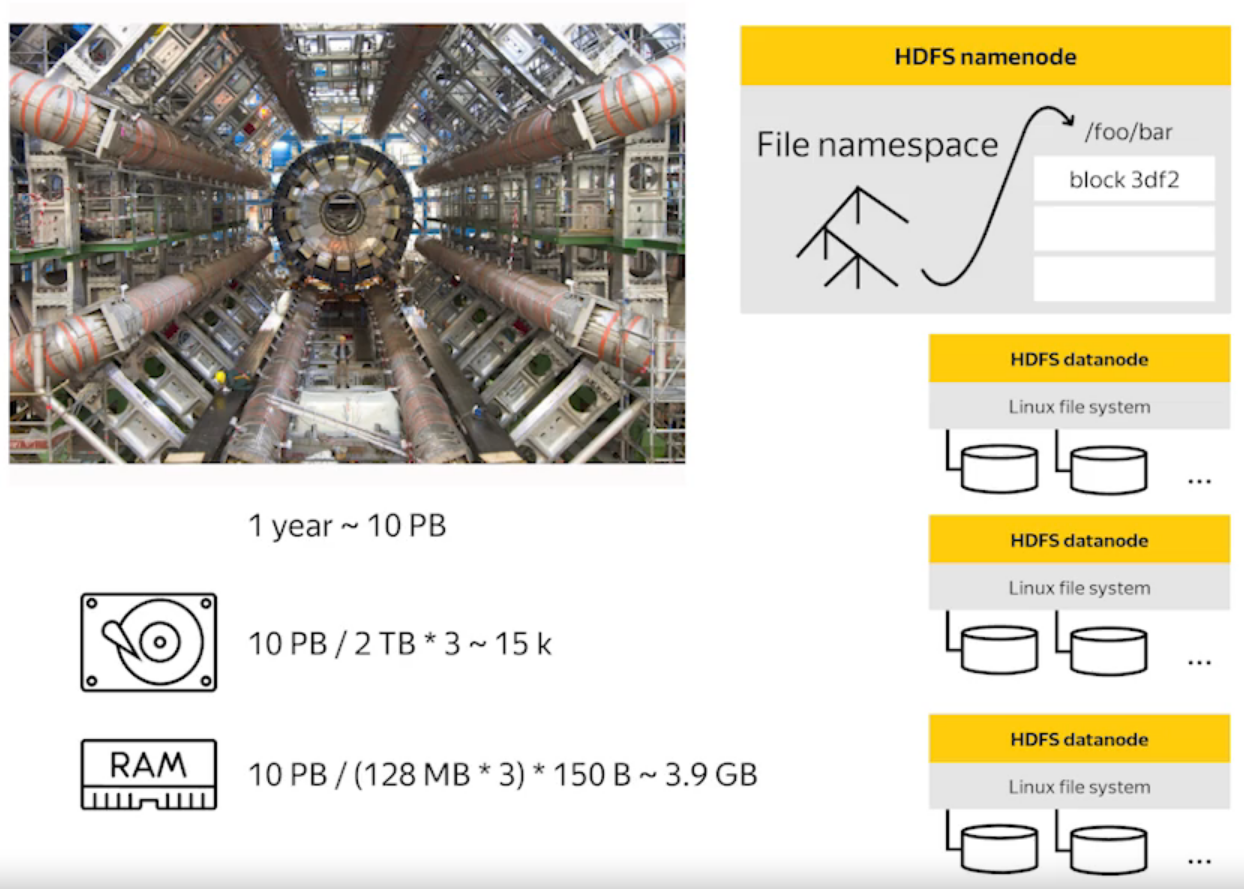 HDFS namenode
File namespace
/foo/bar
block 3df2
HDFS datanode
Linux file system
...
HDFS datanode
Linux file system
...
HDFS datanode
Linux file system
...
1 year ~ 10 PB
10 PB / 2 TB * 3 ~ 15 k
RAM
10 PB / (128 MB * 3) * 150 B ~ 3.9 GB